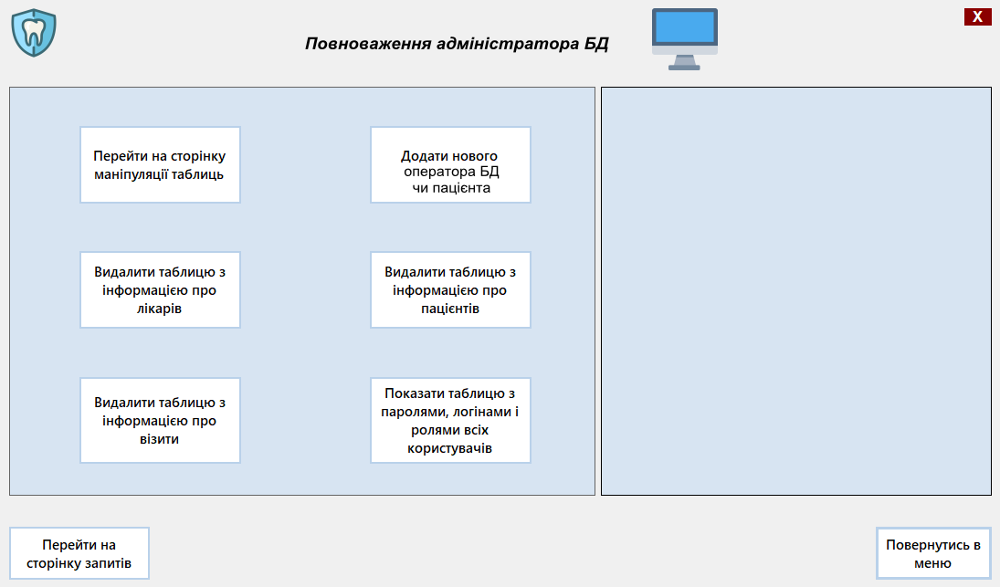 Повноваження адміністратора БД
X
Перейти на сторінку
маніпуляції таблиць
Додати нового
оператора БД
чи пацієнта
Видалити таблицю з
інформацією про
лікарів
Видалити таблицю з
інформацією про
пацієнтів
Видалити таблицю з
інформацією про
візити
Показати таблицю з
паролями, логінами і
ролями всіх
користувачів
Перейти на
сторінку запитів
Повернутись в
меню